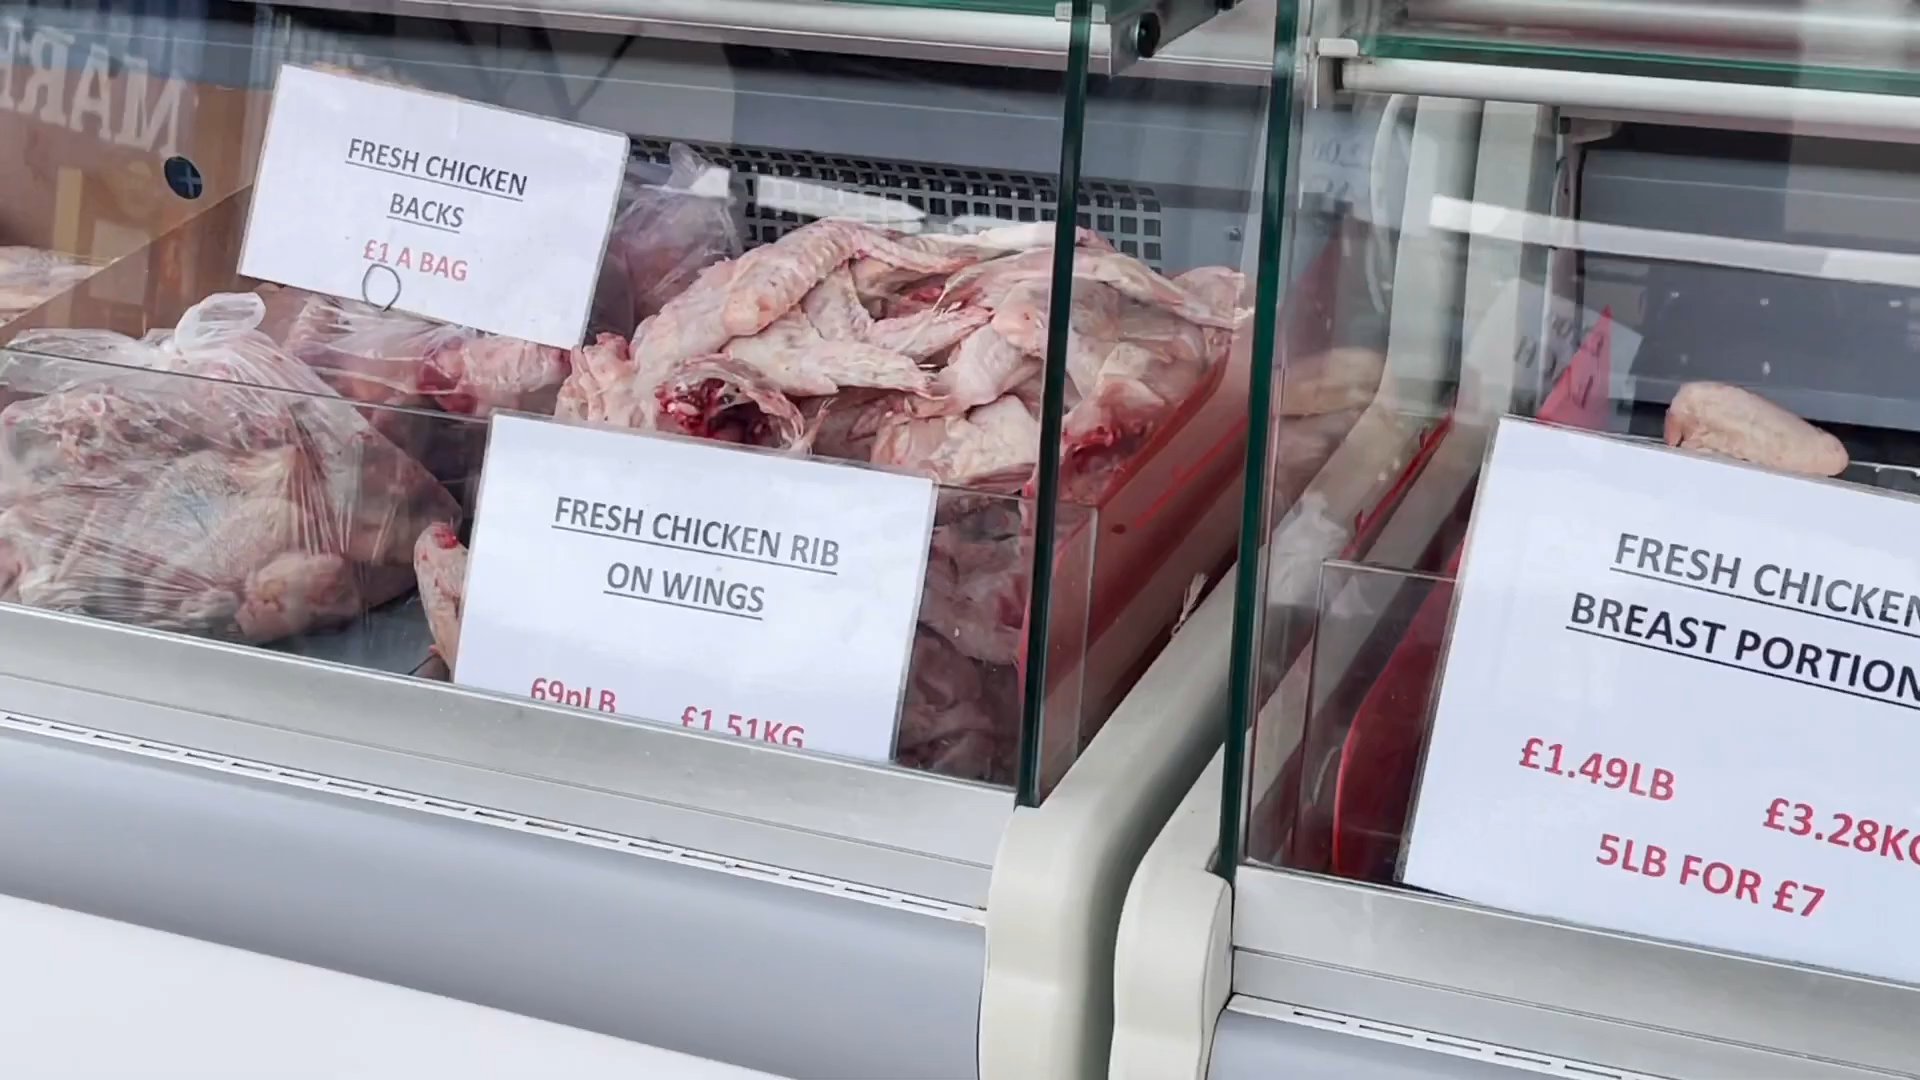 FRESH CHICKEN
BACKS
£1 A BAG
FRESH CHICKEN RIB
ON WINGS
69pLB £1.51KG
FRESH CHICKEN
BREAST PORTION
£1.49LB £3.28KG
5LB FOR £7